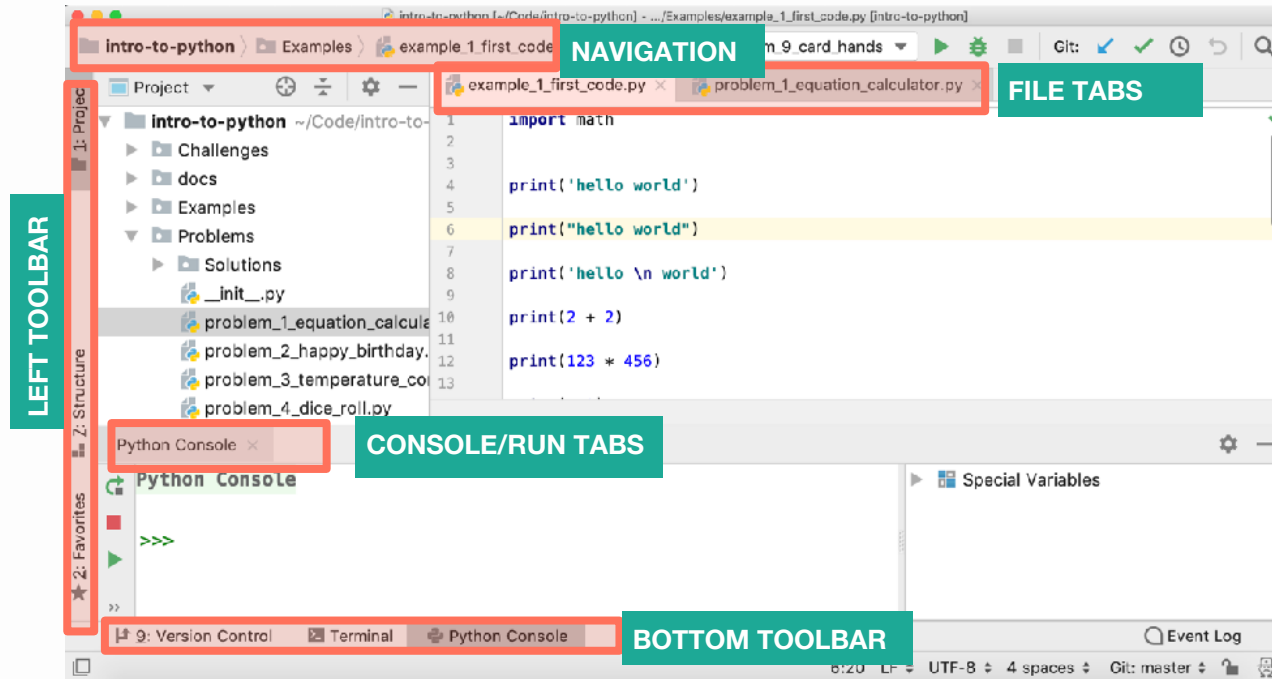 intro-to-python [~/Code/intro-to-python] - .../Examples/example_1_first_code.py [intro-to-python]
intro-to-python Examples example_1_first_code
NAVIGATION
m_9_card_hands
Git:
FILE TABS
LEFT TOOLBAR
1: Projec
Z: Structure
2: Favorites
Project
intro-to-python ~/Code/intro-to-
Challenges
docs
Examples
Problems
Solutions
__init__.py
problem_1_equation_calcula
problem_2_happy_birthday.
problem_3_temperature_co
problem_4_dice_roll.py
example_1_first_code.py problem_1_equation_calculator.py
1 import math
2
3
4 print('hello world')
5
6 print("hello world")
7
8 print('hello \n world')
9
10 print(2 + 2)
11
12 print(123 * 456)
13
Python Console
CONSOLE/RUN TABS
Python Console
>>>
Special Variables
9: Version Control Terminal Python Console
BOTTOM TOOLBAR
Event Log
6:20 LF UTF-8 4 spaces Git: master